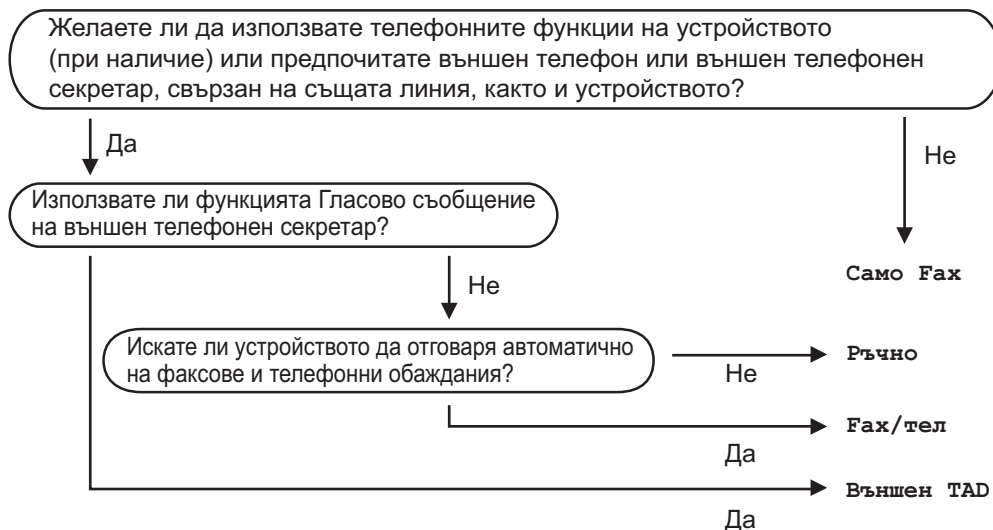 Желаете ли да използвате телефонните функции на устройството
(при наличие) или предпочитате външен телефон или външен телефонен
секретар, свързан на същата линия, както и устройството?
Да
Не
Използвате ли функцията Гласово съобщение
на външен телефонен секретар?
Само Fax
Не
Искате ли устройството да отговаря автоматично
на факсове и телефонни обаждания?
Ръчно
Не
Fax/тел
Да
Външен TAD
Да